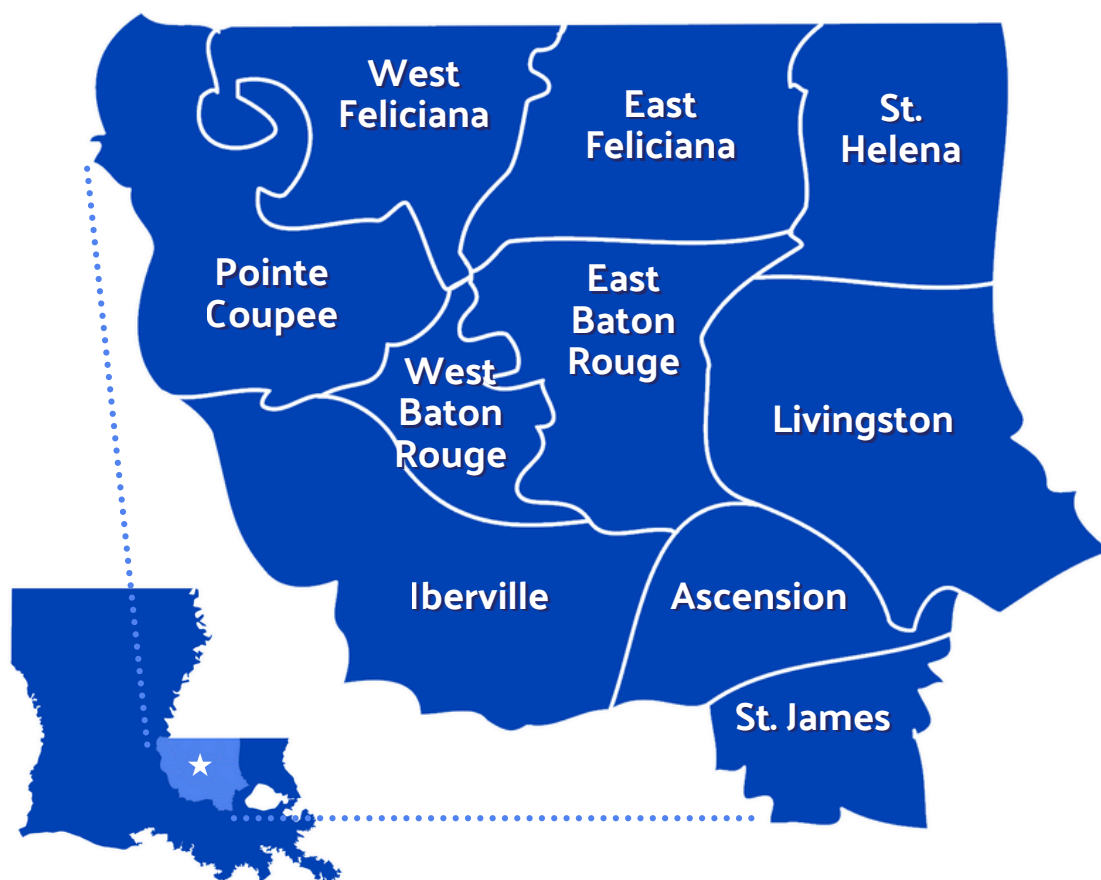 West
Feliciana
East
Feliciana
St.
Helena
Pointe
Coupee
East
Baton
Rouge
West
Baton
Rouge
Livingston
Iberville
Ascension
St. James